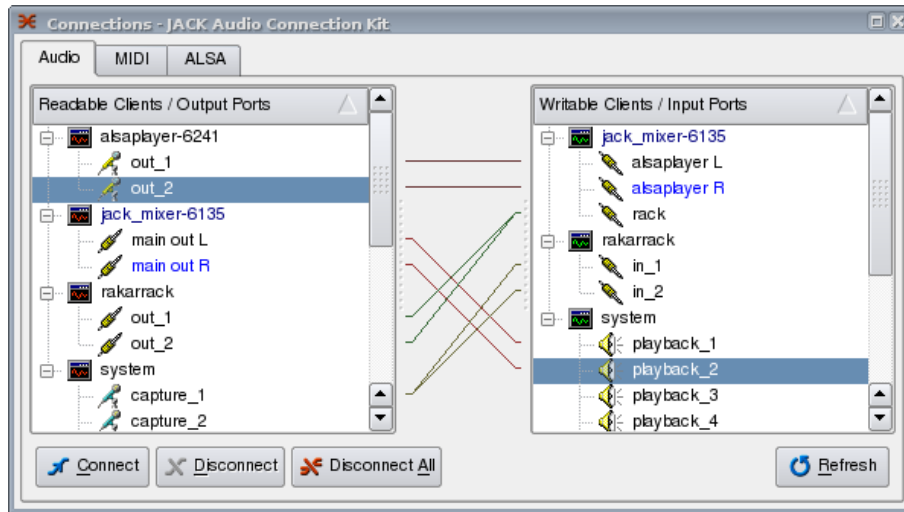 Connections - JACK Audio Connection Kit
Audio
MIDI
ALSA
Readable Clients / Output Ports
alsaplayer-6241
out_1
out_2
jack_mixer-6135
main out L
main out R
rakarrack
out_1
out_2
system
capture_1
capture_2
Writable Clients / Input Ports
jack_mixer-6135
alsaplayer L
alsaplayer R
rack
rakarrack
in_1
in_2
system
playback_1
playback_2
playback_3
playback_4
Connect
Disconnect
Disconnect All
Refresh